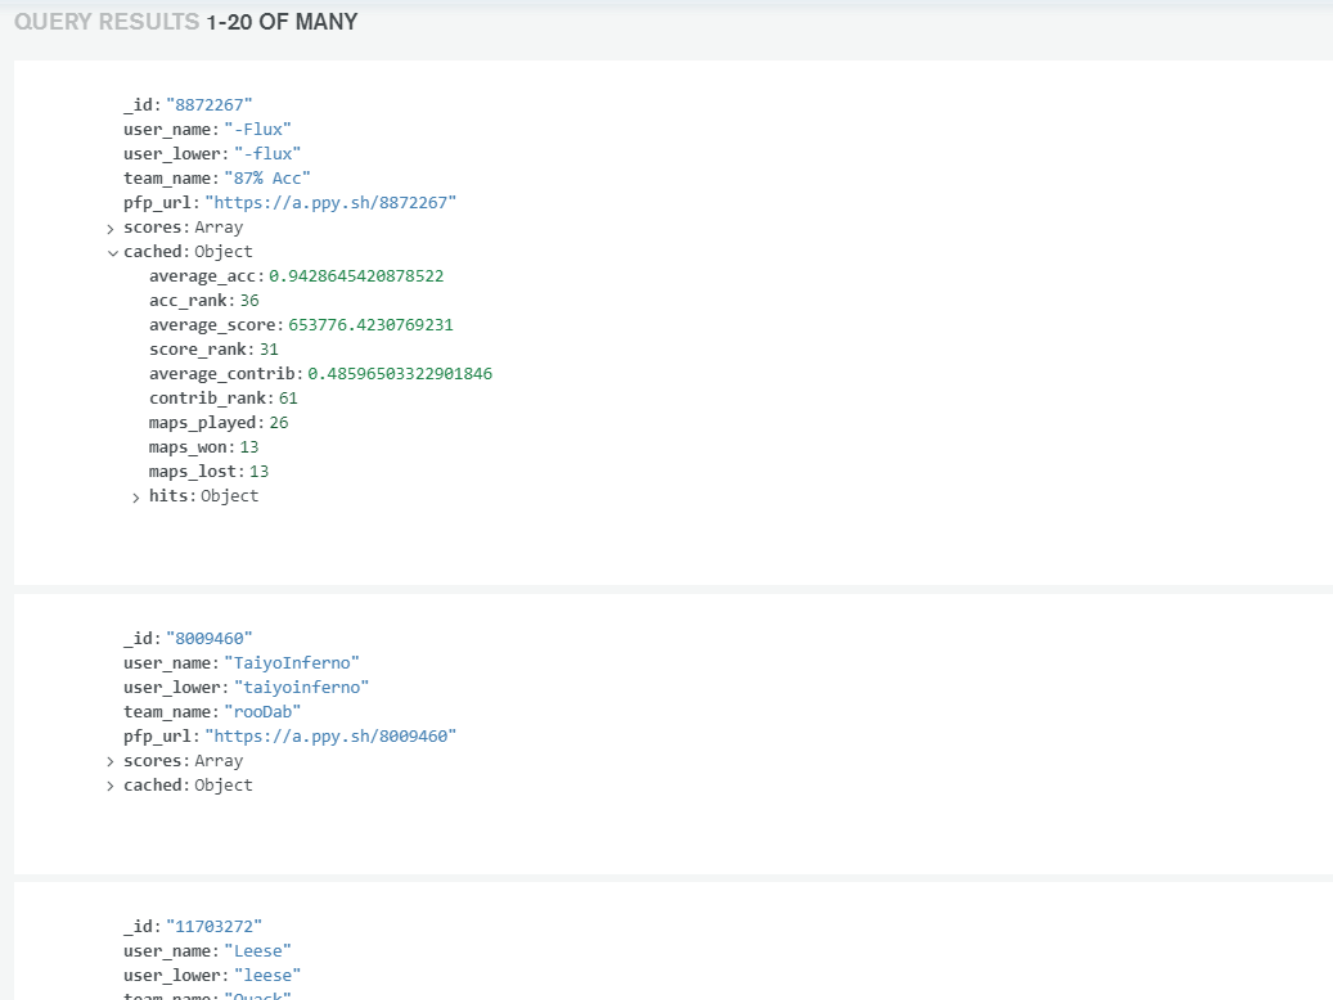 QUERY RESULTS 1-20 OF MANY
_id: "8872267"
user_name: "-Flux"
user_lower: "-flux"
team_name: "87% Acc"
pfp_url: "https://a.ppy.sh/8872267"
scores: Array
cached: Object
average_acc: 0.9428645420878522
acc_rank: 36
average_score: 653776.4230769231
score_rank: 31
average_contrib: 0.48596503322901846
contrib_rank: 61
maps_played: 26
maps_won: 13
maps_lost: 13
hits: Object
_id: "8009460"
user_name: "TaiyoInferno"
user_lower: "taiyoinferno"
team_name: "rooDab"
pfp_url: "https://a.ppy.sh/8009460"
scores: Array
cached: Object
_id: "11703272"
user_name: "Leese"
user_lower: "leese"
team_name: "Quack"